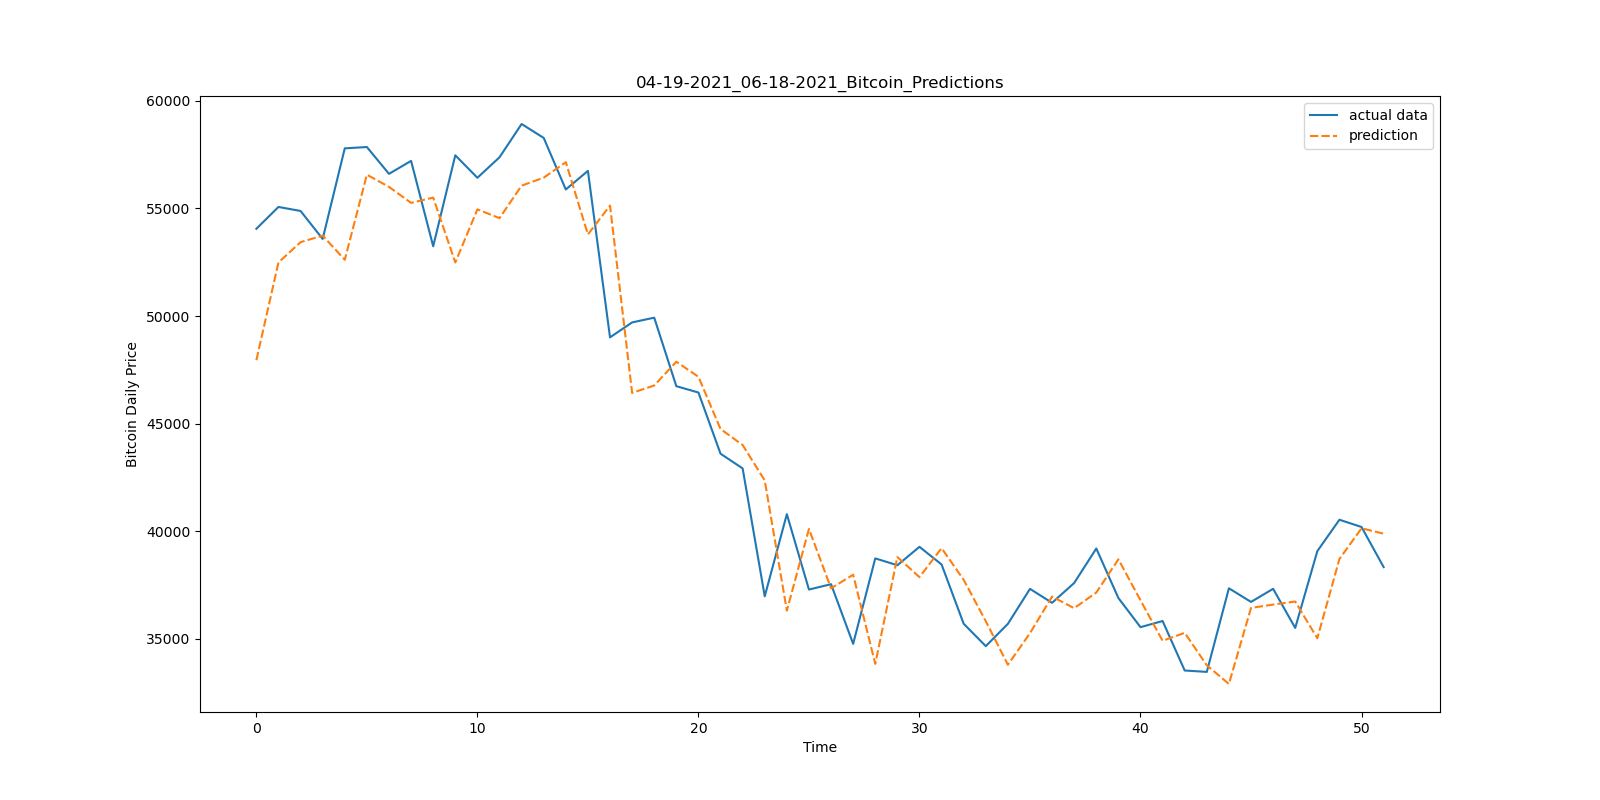 04-19-2021_06-18-2021_Bitcoin_Predictions
actual data
prediction
Bitcoin Daily Price
60000
55000
50000
45000
40000
35000
0 10 20 30 40 50
Time